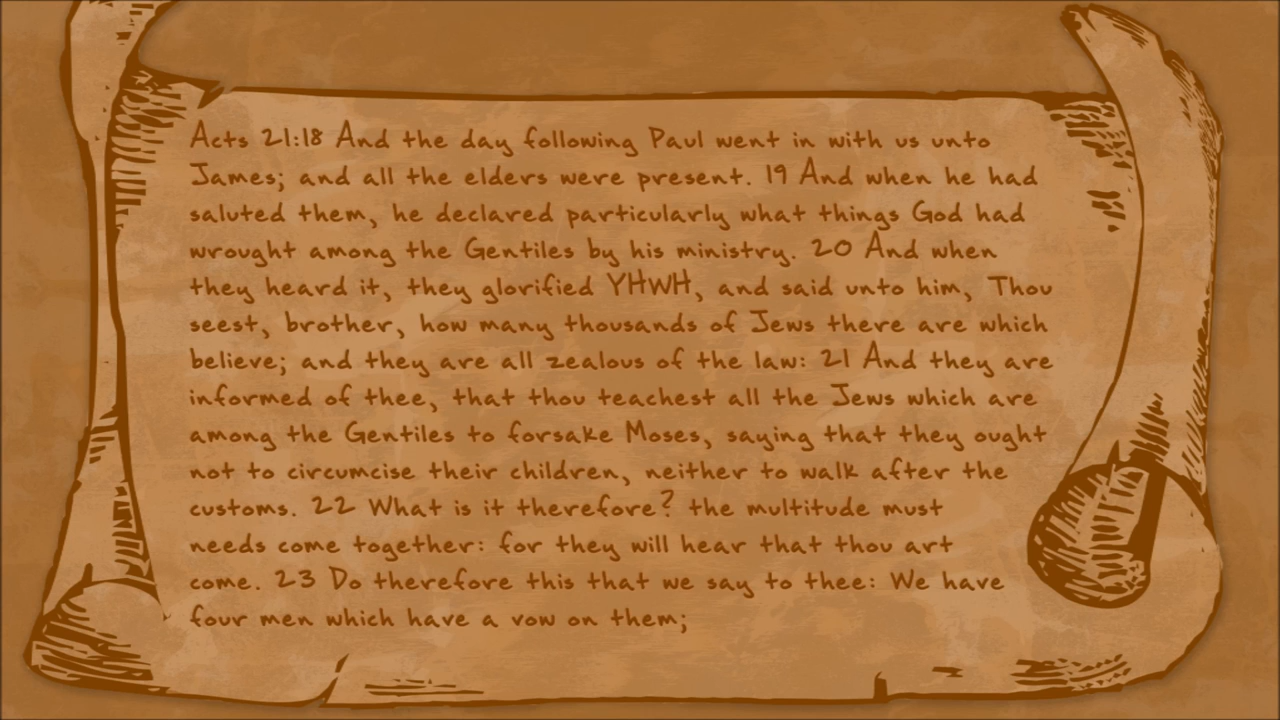 Acts 21:18 And the day following Paul went in with us unto
James; and all the elders were present. 19 And when he had
saluted them, he declared particularly what things God had
wrought among the Gentiles by his ministry. 20 And when
they heard it, they glorified YHWH, and said unto him, Thou
seest, brother, how many thousands of Jews there are which
believe; and they are all zealous of the law: 21 And they are
informed of thee, that thou teachest all the Jews which are
among the Gentiles to forsake Moses, saying that they ought
not to circumcise their children, neither to walk after the
customs. 22 What is it therefore? the multitude must
needs come together: for they will hear that thou art
come. 23 Do therefore this that we say to thee: We have
four men which have a vow on them;